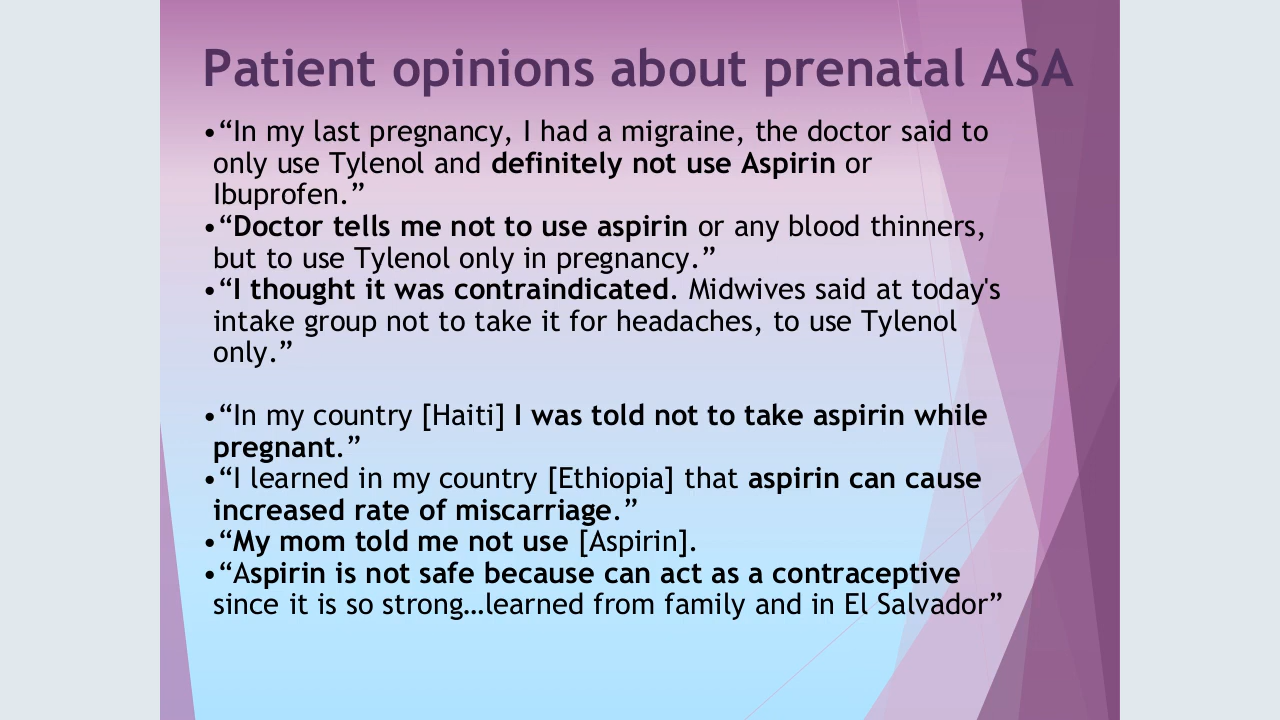 Patient opinions about prenatal ASA
•“In my last pregnancy, I had a migraine, the doctor said to
only use Tylenol and definitely not use Aspirin or
Ibuprofen.”
•“Doctor tells me not to use aspirin or any blood thinners,
but to use Tylenol only in pregnancy.”
•“I thought it was contraindicated. Midwives said at today's
intake group not to take it for headaches, to use Tylenol
only.”
•“In my country [Haiti] I was told not to take aspirin while
pregnant.”
•“I learned in my country [Ethiopia] that aspirin can cause
increased rate of miscarriage.”
•“My mom told me not use [Aspirin].
•“Aspirin is not safe because can act as a contraceptive
since it is so strong…learned from family and in El Salvador”